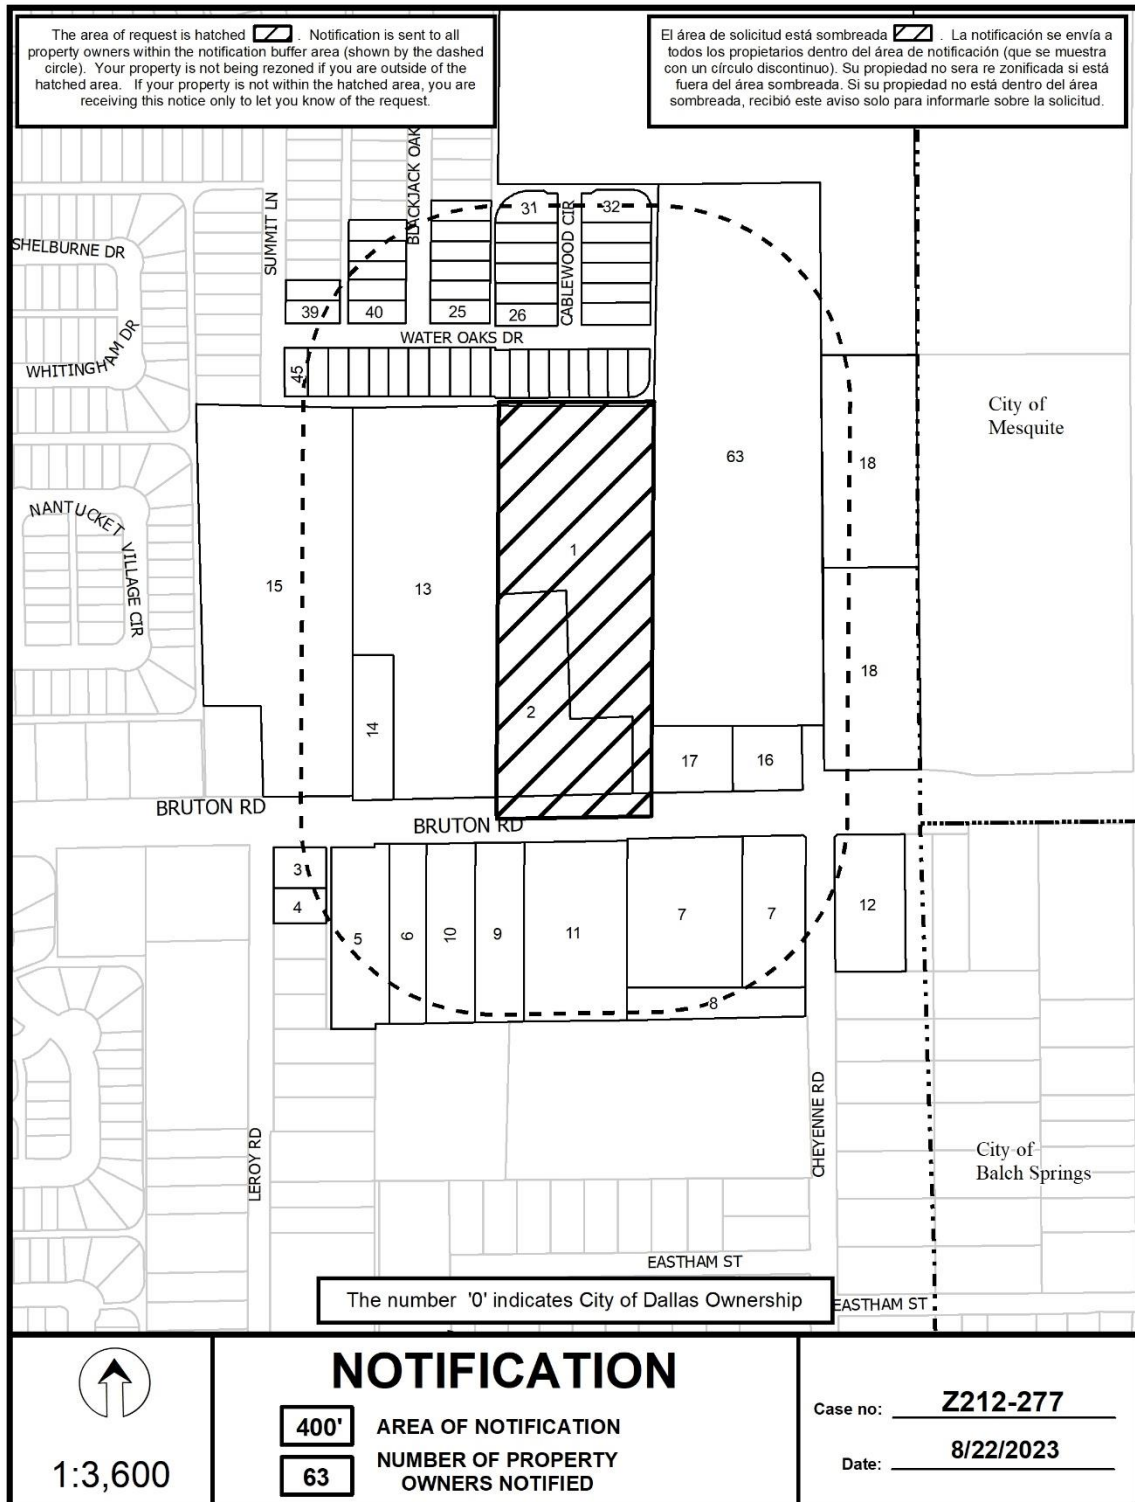 The area of request is hatched . Notification is sent to all
property owners within the notification buffer area (shown by the dashed
circle). Your property is not being rezoned if you are outside of the
hatched area. If your property is not within the hatched area, you are
receiving this notice only to let you know of the request.
El área de solicitud está sombreada . La notificación se envía a
todos los propietarios dentro del área de notificación (que se muestra
con un círculo discontinuo). Su propiedad no sera re zonificada si está
fuera del área sombreada. Si su propiedad no está dentro del área
sombreada, recibió este aviso solo para informarle sobre la solicitud.
SHELBURNE DR
SUMMIT LN
BLACKJACK OAK
31
CABLEWOOD CIR
32
39
40
25
26
WATER OAKS DR
WHITINGHAM DR
45
City of
Mesquite
63
18
NANTUCKET VILLAGE CIR
15
13
1
14
2
18
17
16
BRUTON RD
BRUTON RD
3
4
5
6
10
9
11
7
7
8
12
LEROY RD
CHEYENNE RD
City of
Balch Springs
EASTHAM ST
EASTHAM ST
The number '0' indicates City of Dallas Ownership
1:3,600
NOTIFICATION
400' AREA OF NOTIFICATION
63 NUMBER OF PROPERTY
OWNERS NOTIFIED
Case no: Z212-277
Date: 8/22/2023